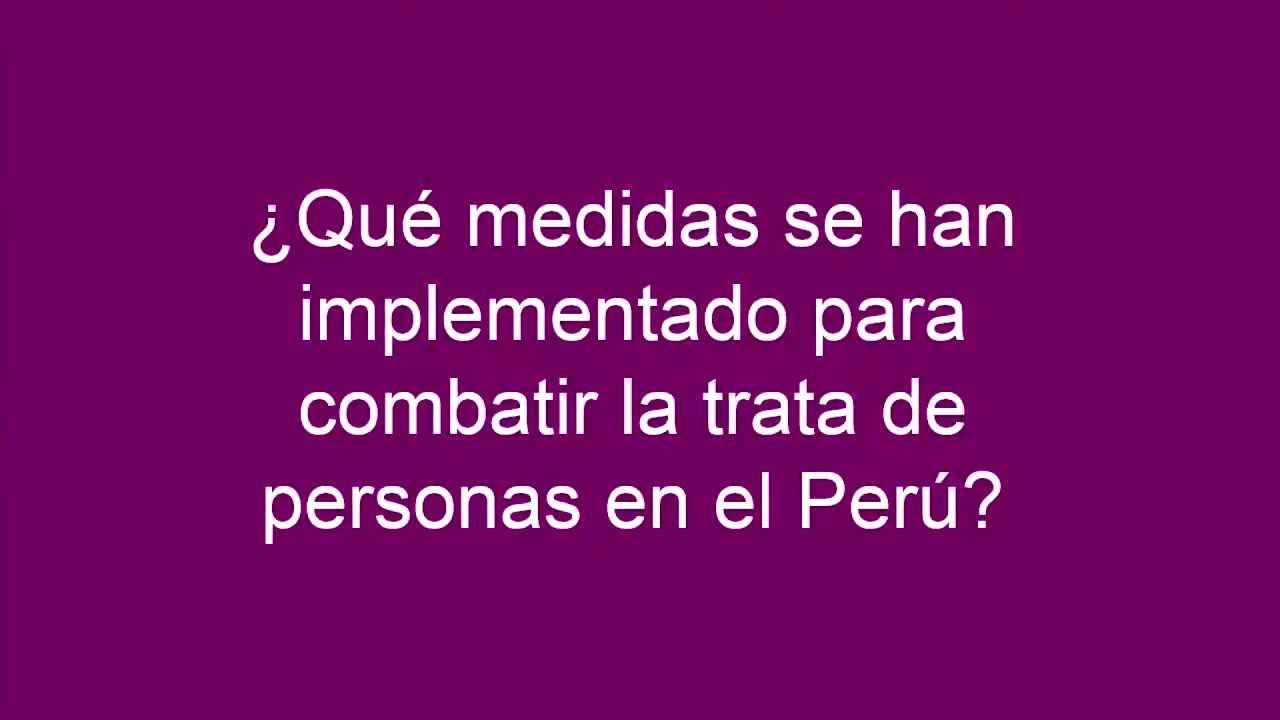 ¿Qué medidas se han
implementado para
combatir la trata de
personas en el Perú?